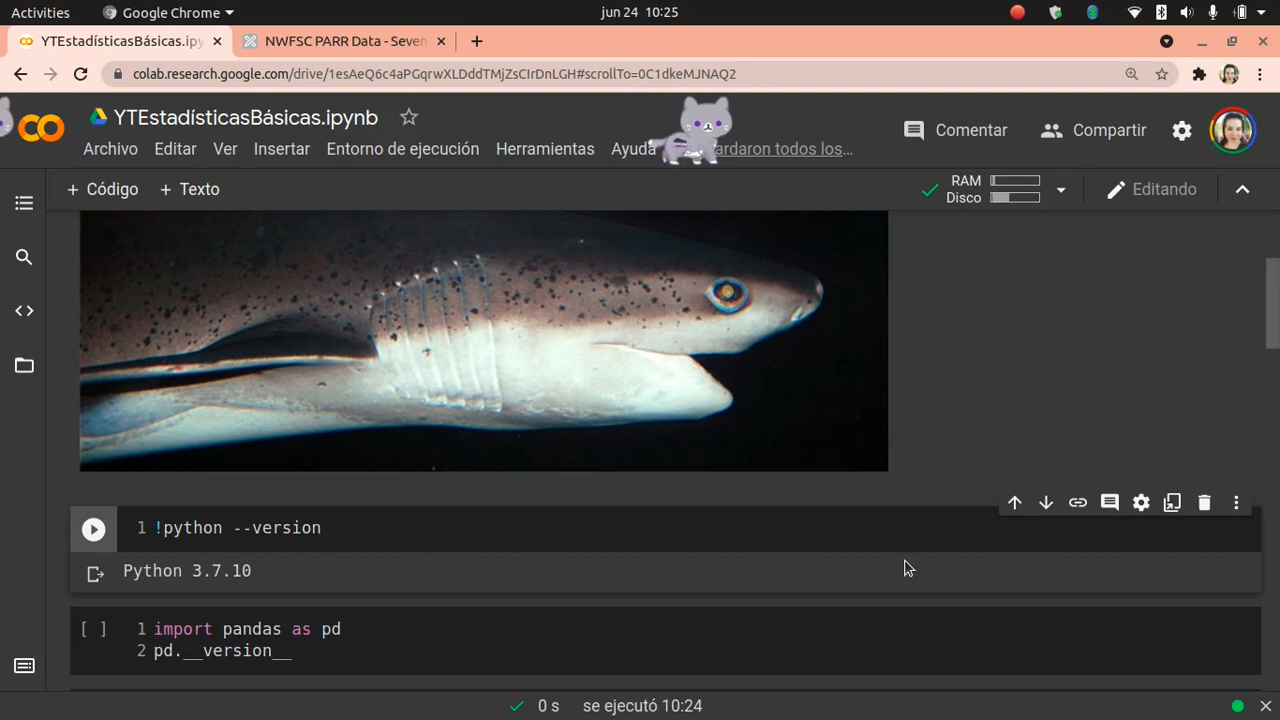 Activities Google Chrome jun 24 10:25
YTEstadísticasBásicas.ipy NWFSC PARR Data - Seven
colab.research.google.com/drive/1esAeQ6c4aPGqrwXLDddTMjZsCIrDnLGH#scrollTo=0C1dkeMJNAQ2
YTEstadísticasBásicas.ipynb
Comentar Compartir
Archivo Editar Ver Insertar Entorno de ejecución Herramientas Ayuda ardaron todos los…
+ Código + Texto RAM Disco Editando
1 !python --version
Python 3.7.10
[ ] 1 import pandas as pd
2 pd.__version__
0 s se ejecutó 10:24